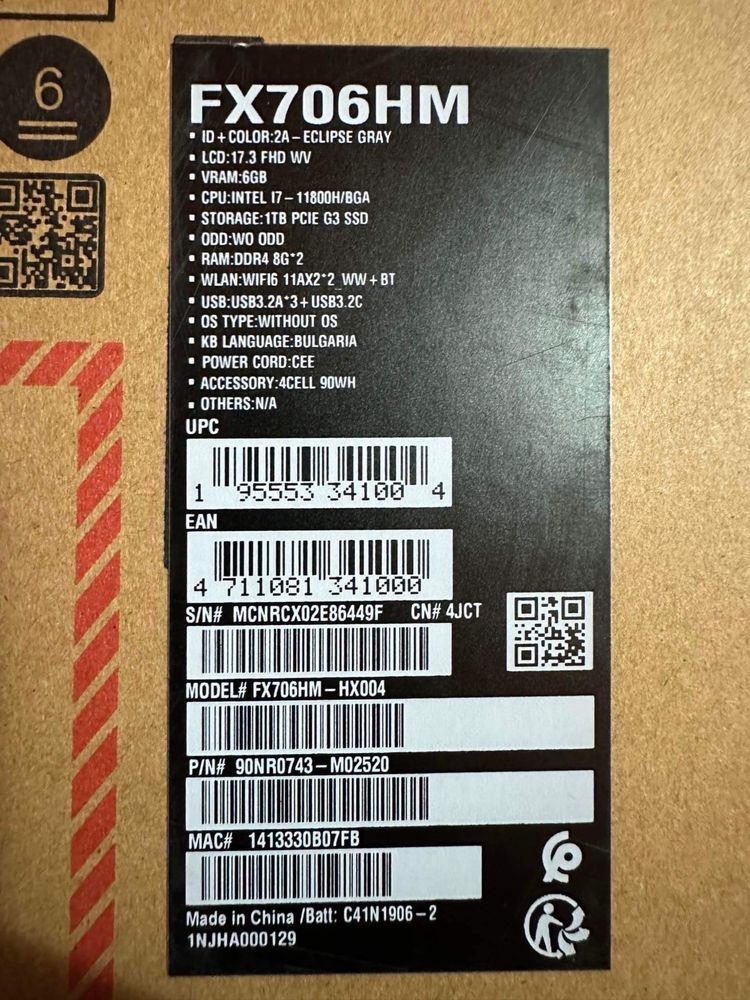 6
FX706HM
▪ ID+COLOR:2A-ECLIPSE GRAY
▪ LCD:17.3 FHD WV
▪ VRAM:6GB
▪ CPU:INTEL I7-11800H/BGA
▪ STORAGE:1TB PCIE G3 SSD
▪ ODD:WO ODD
▪ RAM:DDR4 8G*2
▪ WLAN:WIFI6 11AX2*2_WW+BT
▪ USB:USB3.2A*3+USB3.2C
▪ OS TYPE:WITHOUT OS
▪ KB LANGUAGE:BULGARIA
▪ POWER CORD:CEE
▪ ACCESSORY:4CELL 90WH
▪ OTHERS:N/A
UPC
1 95553 34100 4
EAN
4 711081 341000
S/N# MCNRCX02E86449F CN# 4JCT
MODEL# FX706HM-HX004
P/N# 90NR0743-M02520
MAC# 1413330B07FB
Made in China /Batt: C41N1906-2
1NJHA000129